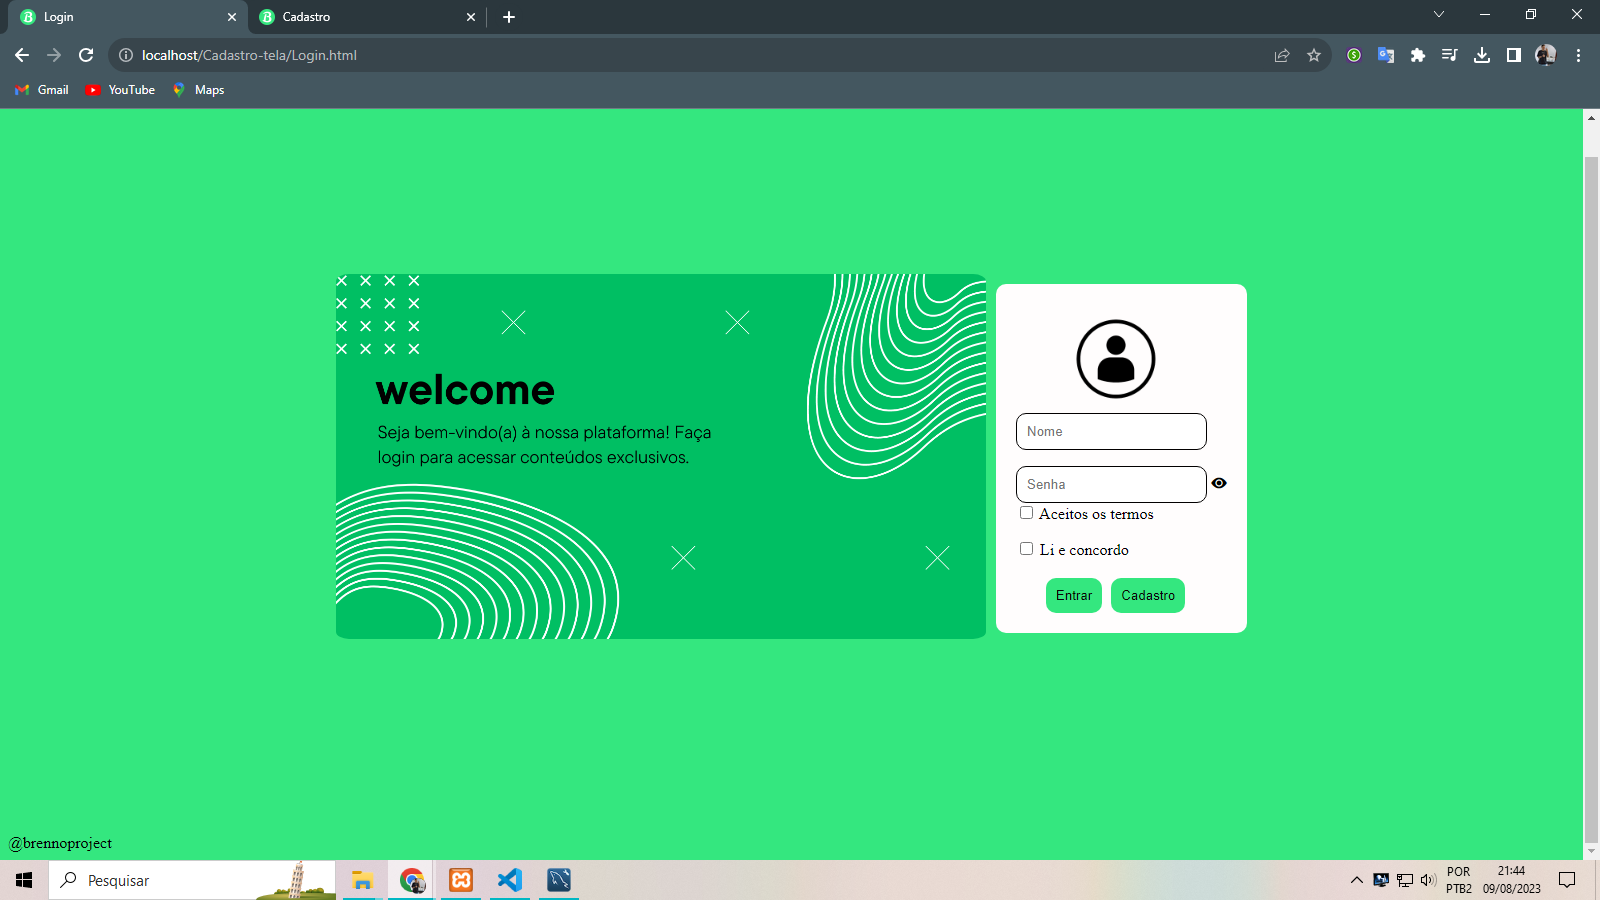 Login
Cadastro
localhost/Cadastro-tela/Login.html
Gmail
YouTube
Maps
welcome
Seja bem-vindo(a) à nossa plataforma! Faça
login para acessar conteúdos exclusivos.
Nome
Senha
Aceitos os termos
Li e concordo
Entrar
Cadastro
@brennoproject
Pesquisar
POR
PTB2
21:44
09/08/2023